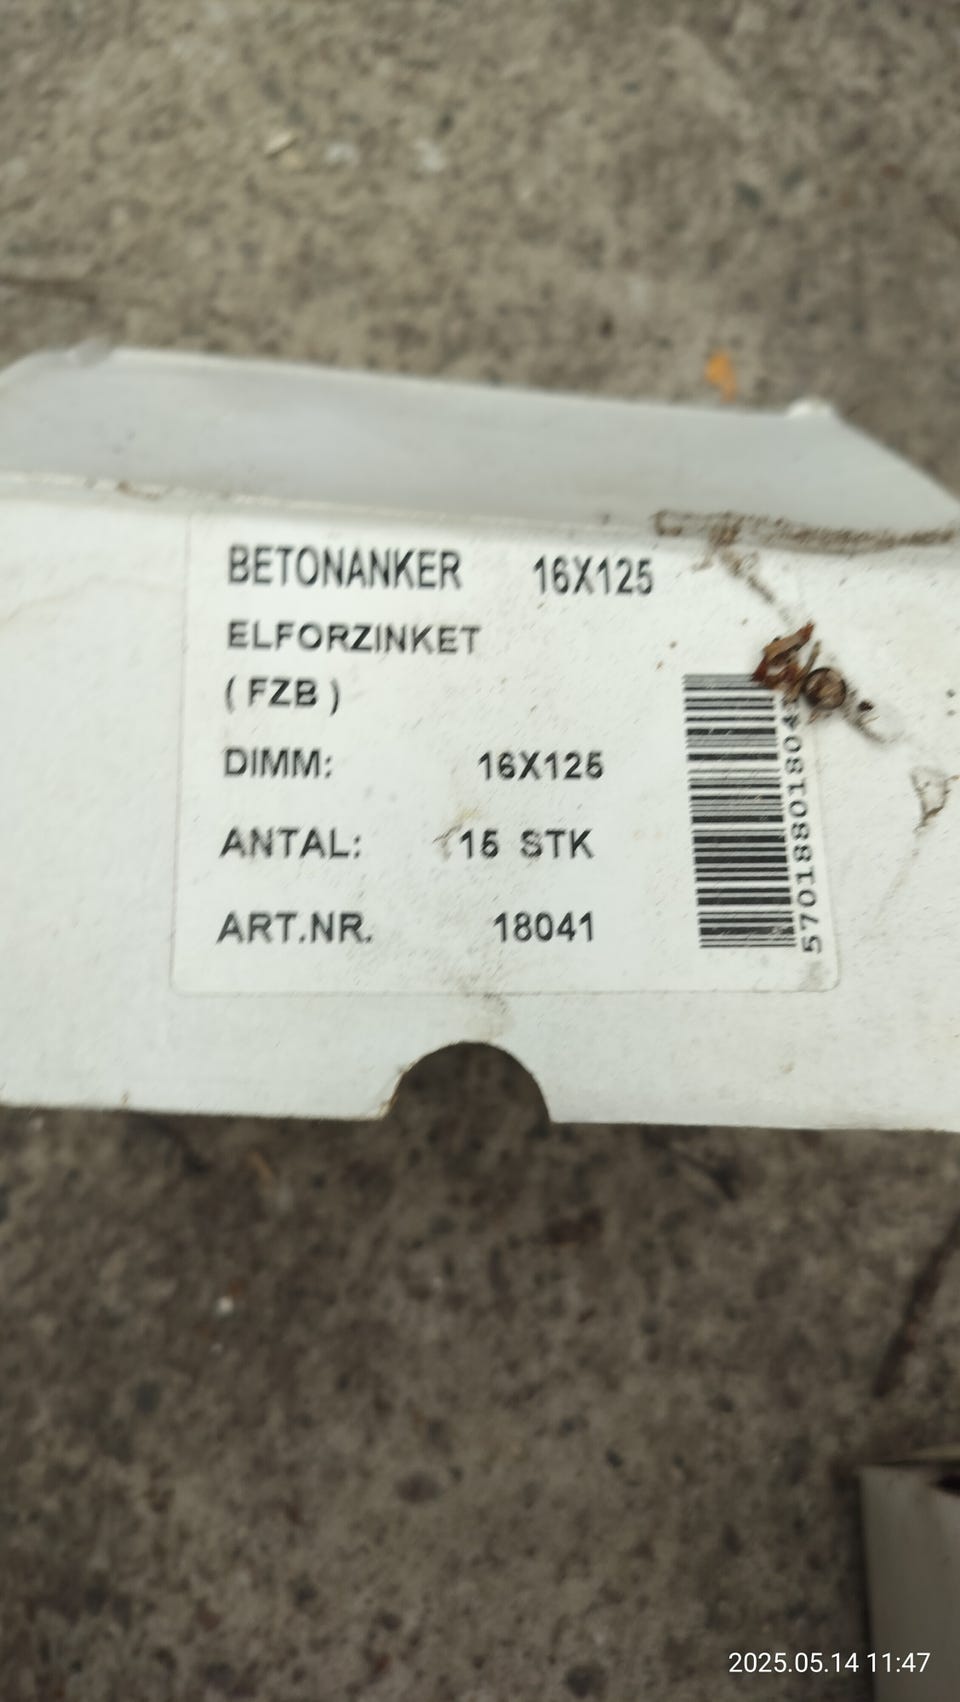 BETONANKER 16X125
ELFORZINKET
( FZB )
DIMM: 16X125
ANTAL: 15 STK
ART.NR. 18041
2025.05.14 11:47